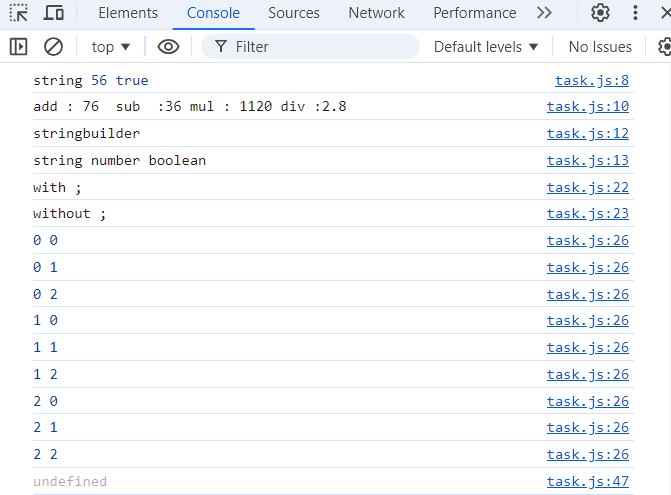 Elements Console Sources Network Performance
top Filter Default levels No Issues
string 56 true task.js:8
add : 76  sub  :36 mul : 1120 div :2.8 task.js:10
stringbuilder task.js:12
string number boolean task.js:13
with ; task.js:22
without ; task.js:23
0 0 task.js:26
0 1 task.js:26
0 2 task.js:26
1 0 task.js:26
1 1 task.js:26
1 2 task.js:26
2 0 task.js:26
2 1 task.js:26
2 2 task.js:26
undefined task.js:47